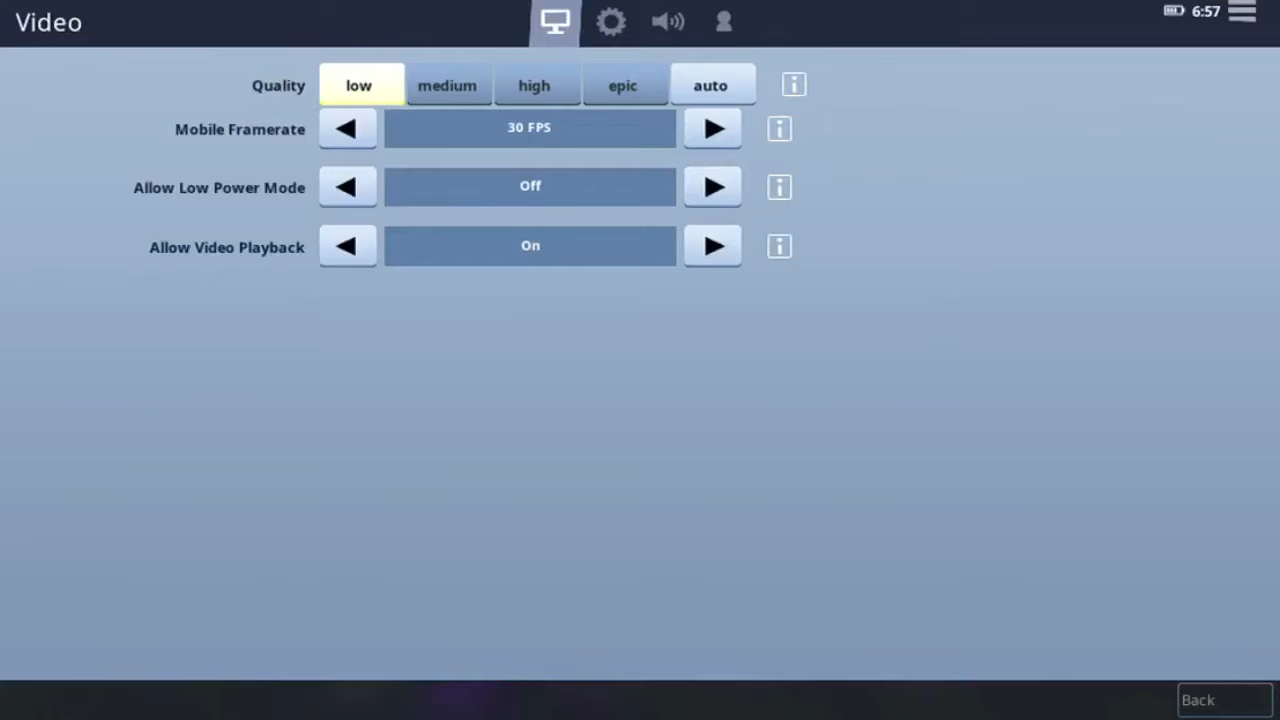 Video
6:57
Quality low medium high epic auto
Mobile Framerate 30 FPS
Allow Low Power Mode Off
Allow Video Playback On
Back